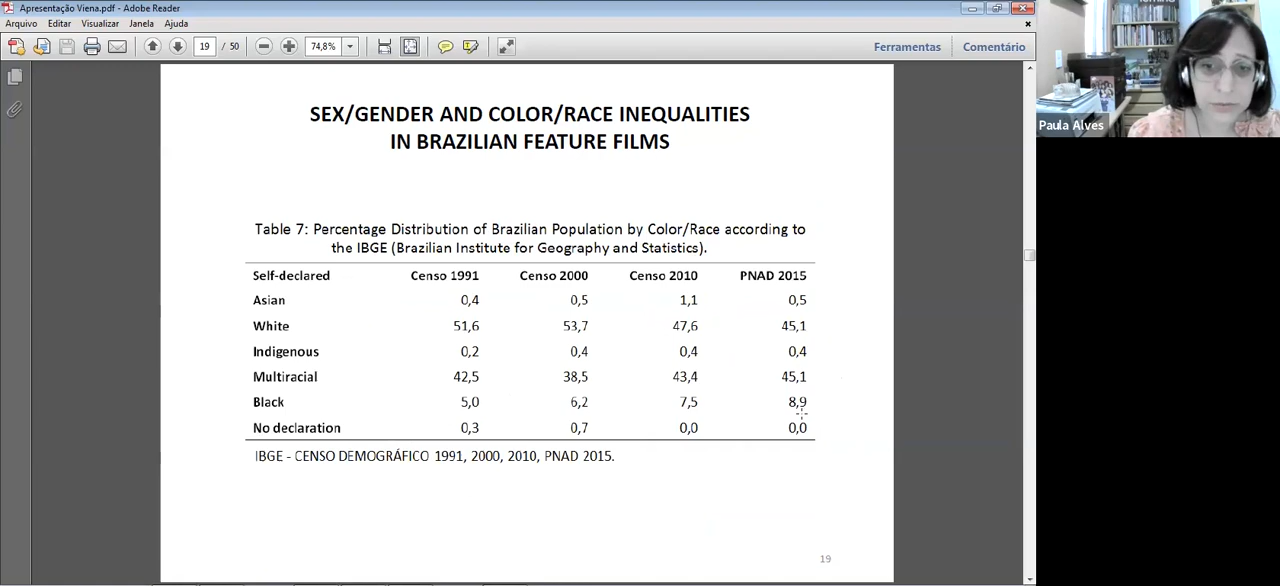 Apresentação Viena.pdf - Adobe Reader
Arquivo Editar Visualizar Janela Ajuda
19 / 50 74,8% Ferramentas Comentário
Paula Alves
SEX/GENDER AND COLOR/RACE INEQUALITIES
IN BRAZILIAN FEATURE FILMS
Table 7: Percentage Distribution of Brazilian Population by Color/Race according to
the IBGE (Brazilian Institute for Geography and Statistics).
Self-declared Censo 1991 Censo 2000 Censo 2010 PNAD 2015
Asian 0,4 0,5 1,1 0,5
White 51,6 53,7 47,6 45,1
Indigenous 0,2 0,4 0,4 0,4
Multiracial 42,5 38,5 43,4 45,1
Black 5,0 6,2 7,5 8,9
No declaration 0,3 0,7 0,0 0,0
IBGE - CENSO DEMOGRÁFICO 1991, 2000, 2010, PNAD 2015.
19